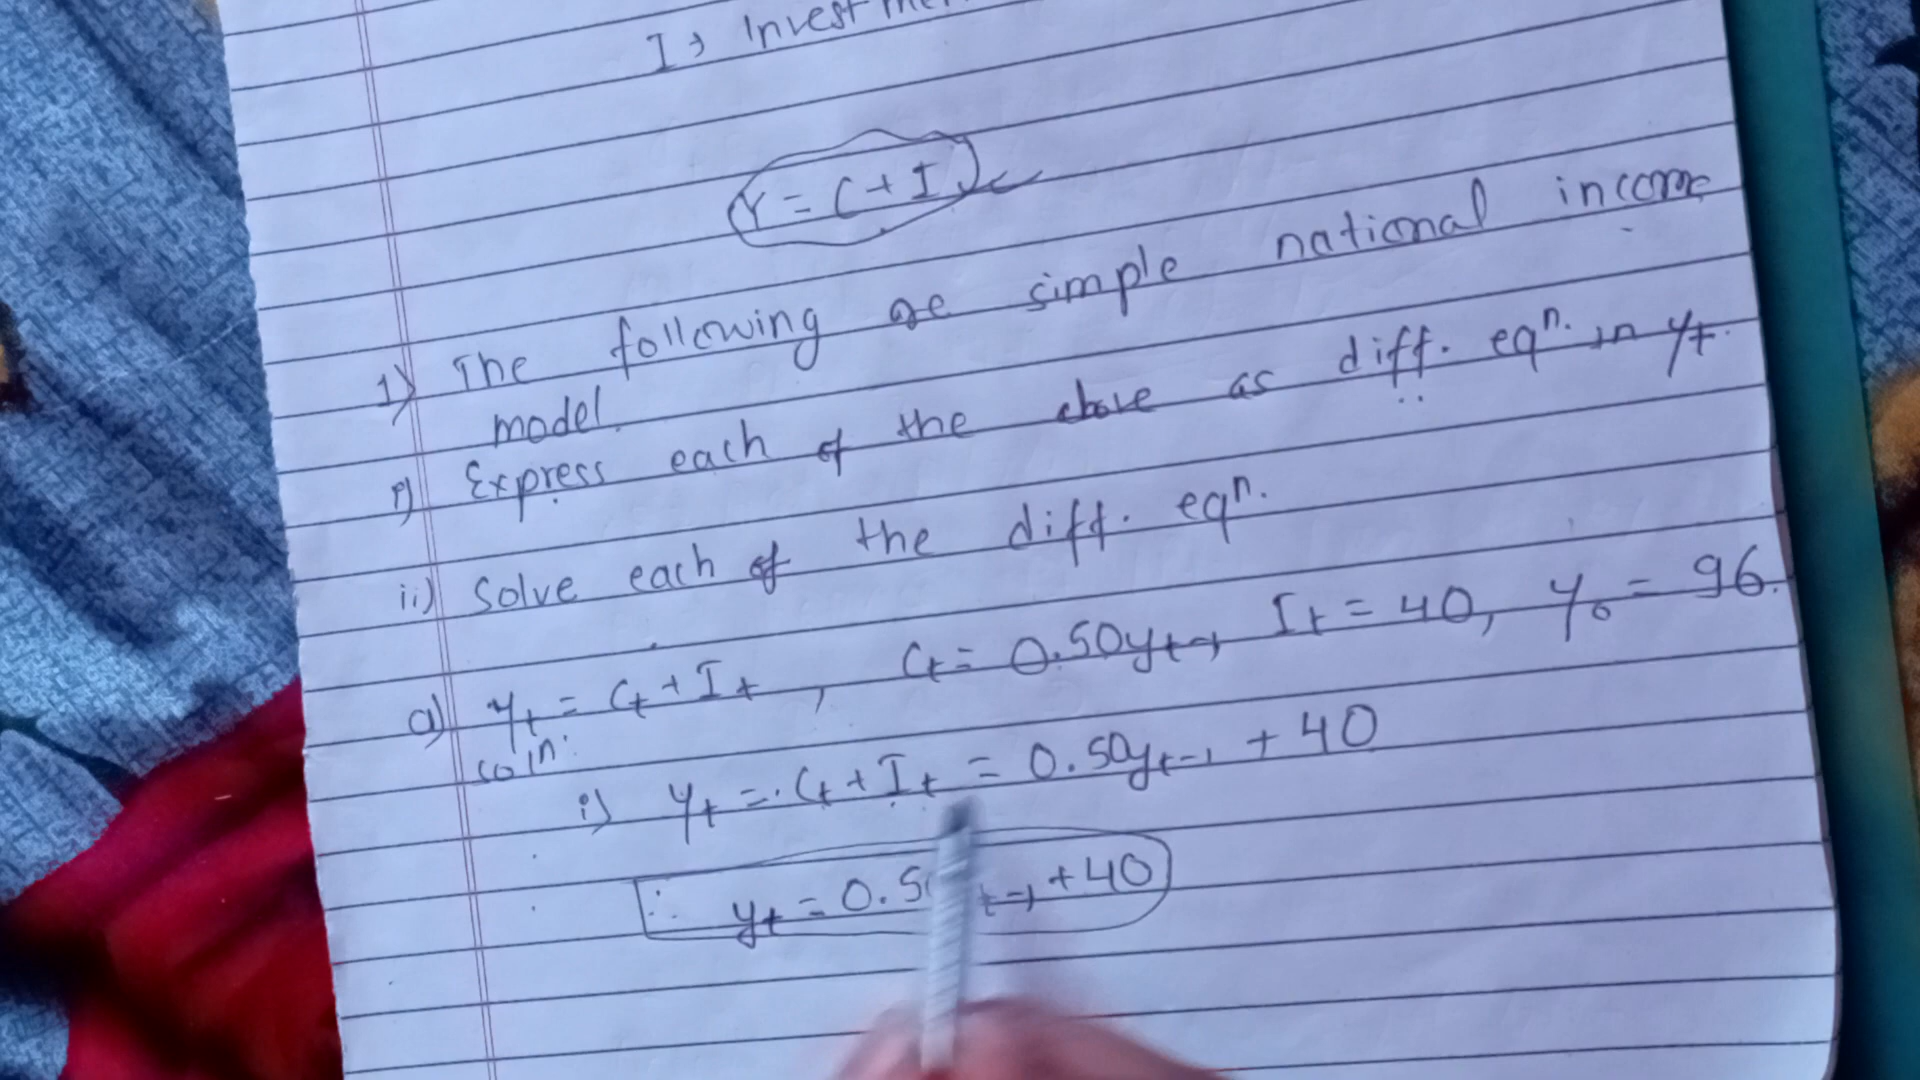 I → Invest
Y = C + I
1) The following are simple national income
model.
i) Express each of the above as diff. eqn. in yt.
ii) Solve each of the diff. eqn.
a) yt = Ct + It, Ct = 0.50yt-1, It = 40, y0 = 96.
soln:
i) yt = Ct + It = 0.50yt-1 + 40
∴ yt = 0.5 t-1 + 40